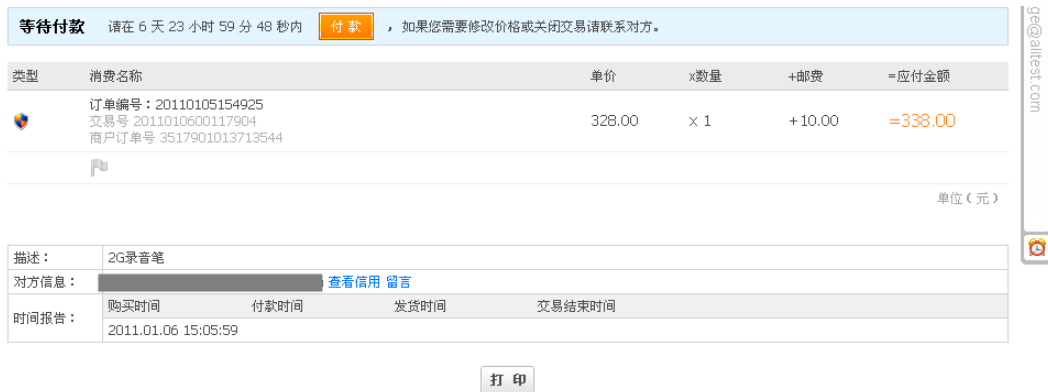 等待付款 请在 6 天 23 小时 59 分 48 秒内 付 款 ，如果您需要修改价格或关闭交易请联系对方。
类型 消费名称 单价 x数量 +邮费 =应付金额
订单编号：20110105154925
交易号 2011010600117904
商户订单号 3517901013713544
328.00 x 1 +10.00 =338.00
单位（元）
描述： 2G录音笔
对方信息： 查看信用 留言
时间报告： 购买时间 付款时间 发货时间 交易结束时间
2011.01.06 15:05:59
打 印
ge@alitest.com